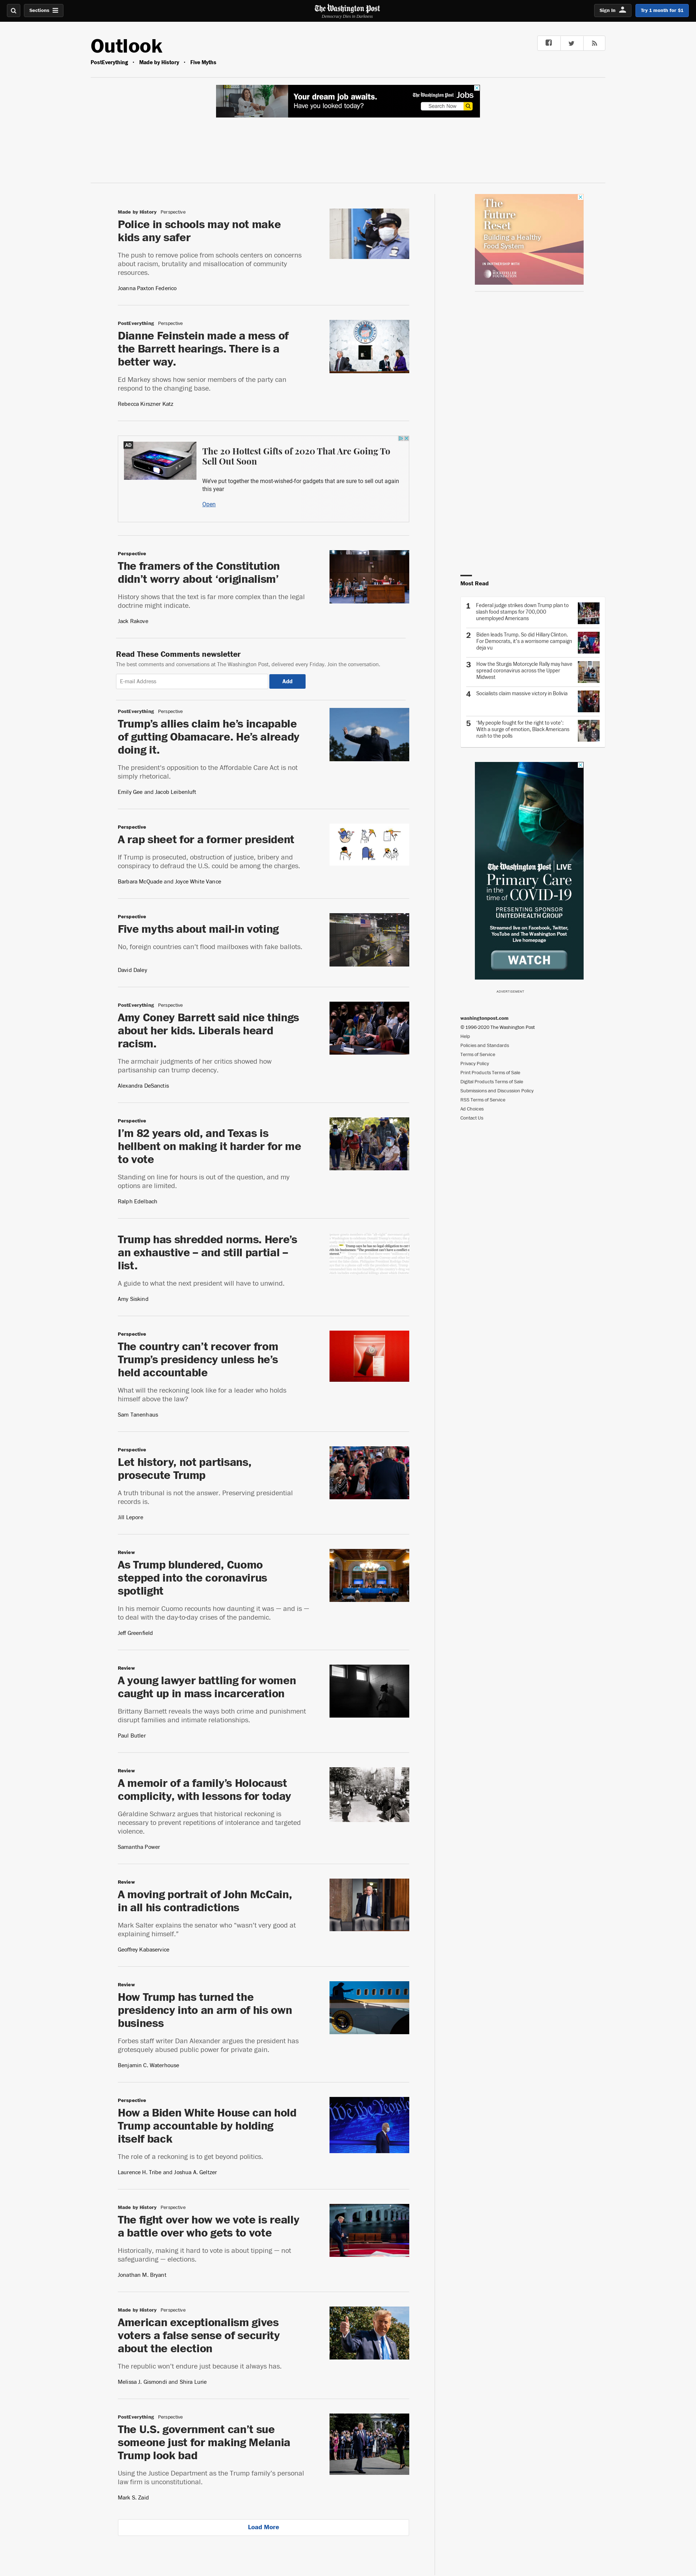 Sections
The Washington Post
Democracy Dies in Darkness
Sign in
Try 1 month for $1
Outlook
PostEverything • Made by History • Five Myths
Your dream job awaits.
Have you looked today?
The Washington Post Jobs
Search Now
Made by History Perspective
Police in schools may not make
kids any safer
The push to remove police from schools centers on concerns
about racism, brutality and misallocation of community
resources.
Joanna Paxton Federico
PostEverything Perspective
Dianne Feinstein made a mess of
the Barrett hearings. There is a
better way.
Ed Markey shows how senior members of the party can
respond to the changing base.
Rebecca Kirszner Katz
AD
The 20 Hottest Gifts of 2020 That Are Going To
Sell Out Soon
We've put together the most-wished-for gadgets that are sure to sell out again
this year
Open
Perspective
The framers of the Constitution
didn't worry about 'originalism'
History shows that the text is far more complex than the legal
doctrine might indicate.
Jack Rakove
Read These Comments newsletter
The best comments and conversations at The Washington Post, delivered every Friday. Join the conversation.
E-mail Address
Add
PostEverything Perspective
Trump's allies claim he's incapable
of gutting Obamacare. He's already
doing it.
The president's opposition to the Affordable Care Act is not
simply rhetorical.
Emily Gee and Jacob Leibenluft
Perspective
A rap sheet for a former president
If Trump is prosecuted, obstruction of justice, bribery and
conspiracy to defraud the U.S. could be among the charges.
Barbara McQuade and Joyce White Vance
Perspective
Five myths about mail-in voting
No, foreign countries can't flood mailboxes with fake ballots.
David Daley
PostEverything Perspective
Amy Coney Barrett said nice things
about her kids. Liberals heard
racism.
The armchair judgments of her critics showed how
partisanship can trump decency.
Alexandra DeSanctis
Perspective
I'm 82 years old, and Texas is
hellbent on making it harder for me
to vote
Standing on line for hours is out of the question, and my
options are limited.
Ralph Edelbach
Trump has shredded norms. Here's
an exhaustive – and still partial –
list.
A guide to what the next president will have to unwind.
Amy Siskind
Perspective
The country can't recover from
Trump's presidency unless he's
held accountable
What will the reckoning look like for a leader who holds
himself above the law?
Sam Tanenhaus
Perspective
Let history, not partisans,
prosecute Trump
A truth tribunal is not the answer. Preserving presidential
records is.
Jill Lepore
Review
As Trump blundered, Cuomo
stepped into the coronavirus
spotlight
In his memoir Cuomo recounts how daunting it was — and is —
to deal with the day-to-day crises of the pandemic.
Jeff Greenfield
Review
A young lawyer battling for women
caught up in mass incarceration
Brittany Barnett reveals the ways both crime and punishment
disrupt families and intimate relationships.
Paul Butler
Review
A memoir of a family's Holocaust
complicity, with lessons for today
Géraldine Schwarz argues that historical reckoning is
necessary to prevent repetitions of intolerance and targeted
violence.
Samantha Power
Review
A moving portrait of John McCain,
in all his contradictions
Mark Salter explains the senator who "wasn't very good at
explaining himself."
Geoffrey Kabaservice
Review
How Trump has turned the
presidency into an arm of his own
business
Forbes staff writer Dan Alexander argues the president has
grotesquely abused public power for private gain.
Benjamin C. Waterhouse
Perspective
How a Biden White House can hold
Trump accountable by holding
itself back
The role of a reckoning is to get beyond politics.
Laurence H. Tribe and Joshua A. Geltzer
We the People
Made by History Perspective
The fight over how we vote is really
a battle over who gets to vote
Historically, making it hard to vote is about tipping — not
safeguarding — elections.
Jonathan M. Bryant
Made by History Perspective
American exceptionalism gives
voters a false sense of security
about the election
The republic won't endure just because it always has.
Melissa J. Gismondi and Shira Lurie
PostEverything Perspective
The U.S. government can't sue
someone just for making Melania
Trump look bad
Using the Justice Department as the Trump family's personal
law firm is unconstitutional.
Mark S. Zaid
Load More
The
Future
Reset
Building a Healthy
Food System
IN PARTNERSHIP WITH
Most Read
1 Federal judge strikes down Trump plan to
slash food stamps for 700,000
unemployed Americans
2 Biden leads Trump. So did Hillary Clinton.
For Democrats, it's a worrisome campaign
deja vu
3 How the Sturgis Motorcycle Rally may have
spread coronavirus across the Upper
Midwest
4 Socialists claim massive victory in Bolivia
5 'My people fought for the right to vote':
With a surge of emotion, Black Americans
rush to the polls
The Washington Post LIVE
Primary Care
in the time of COVID-19
PRESENTING SPONSOR
UNITEDHEALTH GROUP
Streamed live on Facebook, Twitter,
YouTube and The Washington Post
Live homepage
WATCH
ADVERTISEMENT
washingtonpost.com
© 1996-2020 The Washington Post
Help
Policies and Standards
Terms of Service
Privacy Policy
Print Products Terms of Sale
Digital Products Terms of Sale
Submissions and Discussion Policy
RSS Terms of Service
Ad Choices
Contact Us